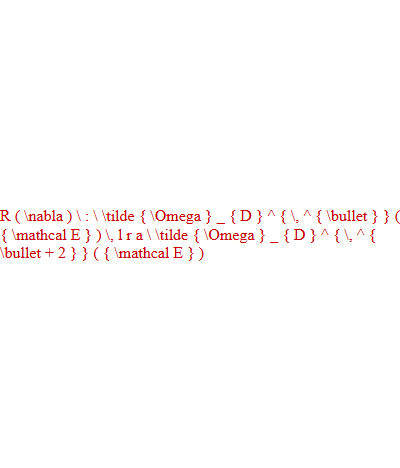 R ( \nabla ) \ : \ \tilde { \Omega } _ { D } ^ { \, ^ { \bullet } } (
{ \mathcal E } ) \, l r a \ \tilde { \Omega } _ { D } ^ { \, ^ {
\bullet + 2 } } ( { \mathcal E } )